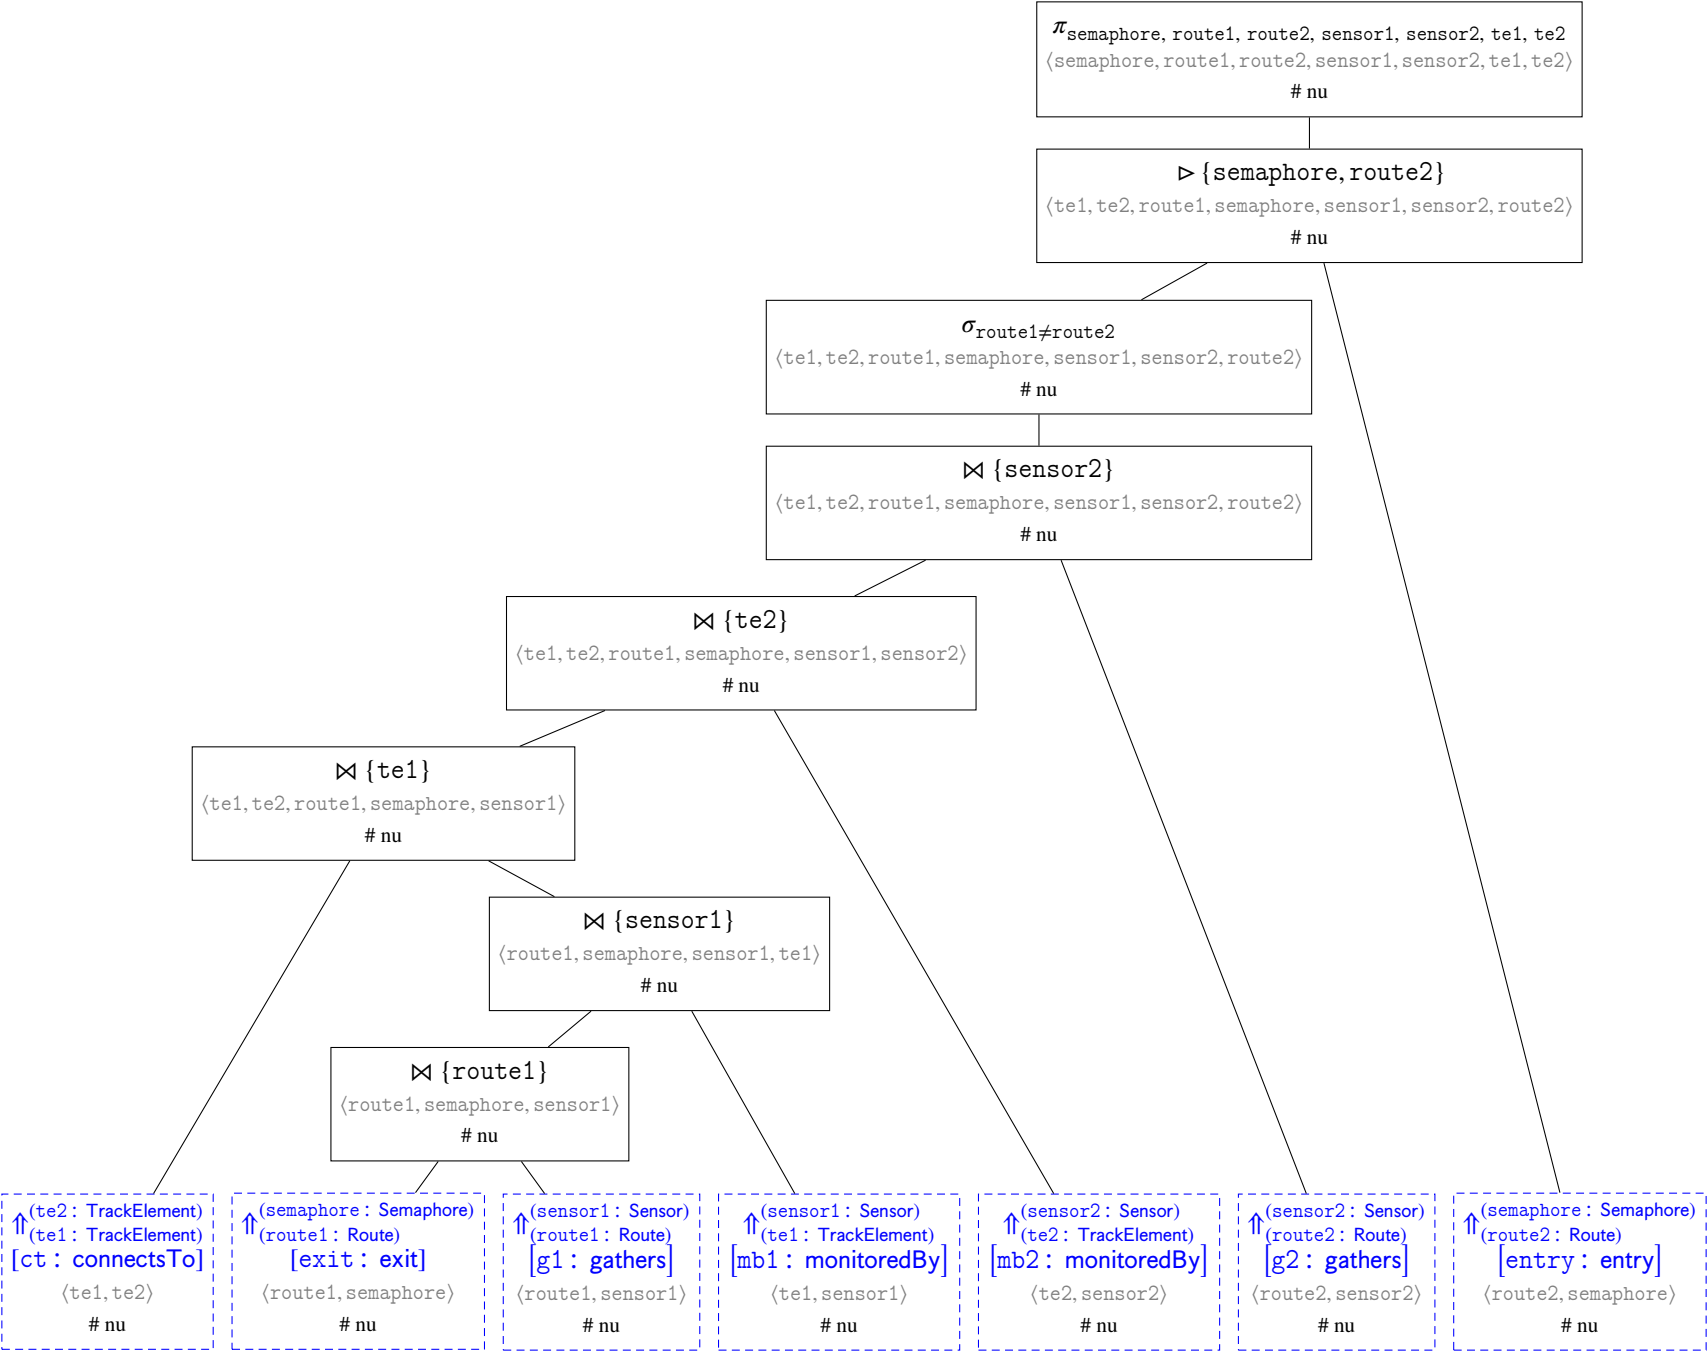 π semaphore, route1, route2, sensor1, sensor2, te1, te2
⟨semaphore, route1, route2, sensor1, sensor2, te1, te2⟩
# nu
▷ {semaphore, route2}
⟨te1, te2, route1, semaphore, sensor1, sensor2, route2⟩
# nu
σ route1≠route2
⟨te1, te2, route1, semaphore, sensor1, sensor2, route2⟩
# nu
⋈ {sensor2}
⟨te1, te2, route1, semaphore, sensor1, sensor2, route2⟩
# nu
⋈ {te2}
⟨te1, te2, route1, semaphore, sensor1, sensor2⟩
# nu
⋈ {te1}
⟨te1, te2, route1, semaphore, sensor1⟩
# nu
⋈ {sensor1}
⟨route1, semaphore, sensor1, te1⟩
# nu
⋈ {route1}
⟨route1, semaphore, sensor1⟩
# nu
⇑ (te2: TrackElement)
(te1: TrackElement)
[ct: connectsTo]
⟨te1, te2⟩
# nu
⇑ (semaphore: Semaphore)
(route1: Route)
[exit: exit]
⟨route1, semaphore⟩
# nu
⇑ (sensor1: Sensor)
(route1: Route)
[g1: gathers]
⟨route1, sensor1⟩
# nu
⇑ (sensor1: Sensor)
(te1: TrackElement)
[mb1: monitoredBy]
⟨te1, sensor1⟩
# nu
⇑ (sensor2: Sensor)
(te2: TrackElement)
[mb2: monitoredBy]
⟨te2, sensor2⟩
# nu
⇑ (sensor2: Sensor)
(route2: Route)
[g2: gathers]
⟨route2, sensor2⟩
# nu
⇑ (semaphore: Semaphore)
(route2: Route)
[entry: entry]
⟨route2, semaphore⟩
# nu